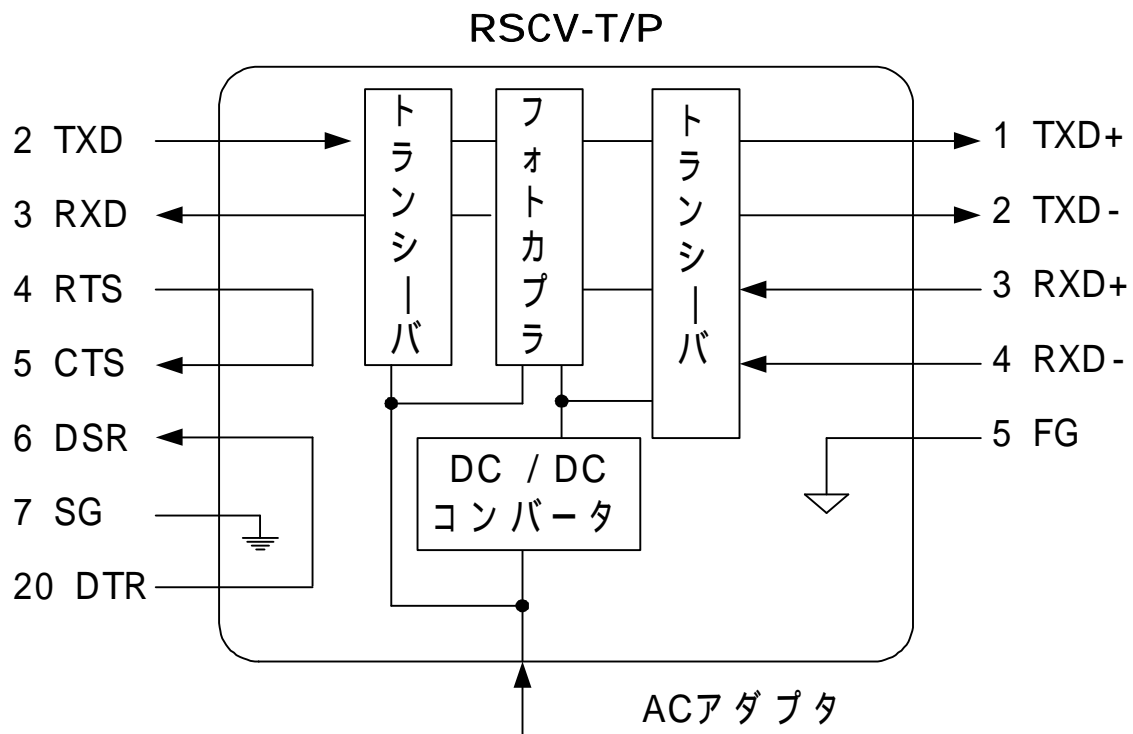 RSCV-T/P
2 TXD
3 RXD
4 RTS
5 CTS
6 DSR
7 SG
20 DTR
トランシーバ
フォトカプラ
トランシーバ
DC / DC
コンバータ
1 TXD+
2 TXD-
3 RXD+
4 RXD-
5 FG
ACアダプタ